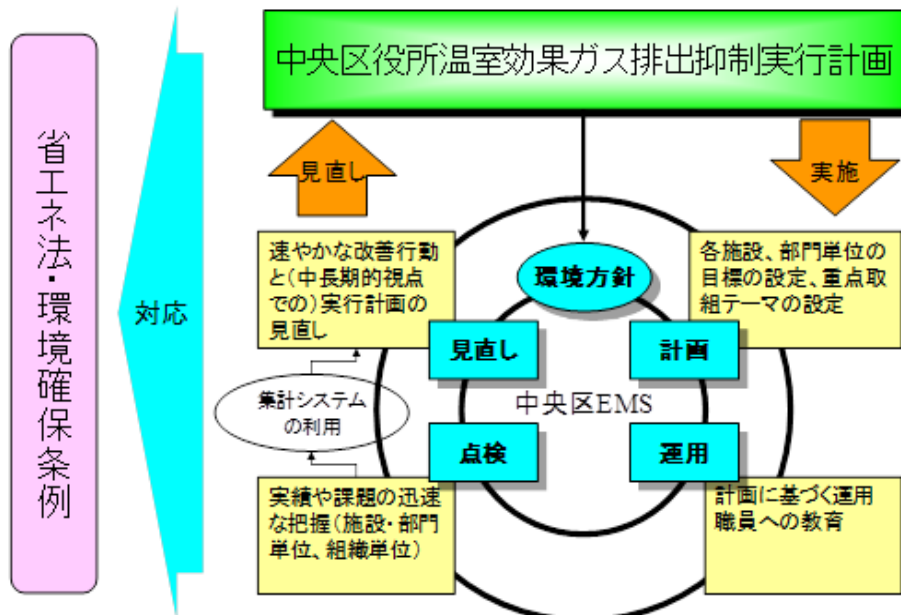 中央区役所温室効果ガス排出抑制実行計画
省エネ法・環境確保条例
対応
見直し
実施
速やかな改善行動
と(中長期的視点
での)実行計画の
見直し
環境方針
各施設、部門単位の
目標の設定、重点取
組テーマの設定
見直し
計画
集計システム
の利用
中央区EMS
点検
運用
実績や課題の迅速
な把握(施設・部門
単位、組織単位)
計画に基づく運用
職員への教育